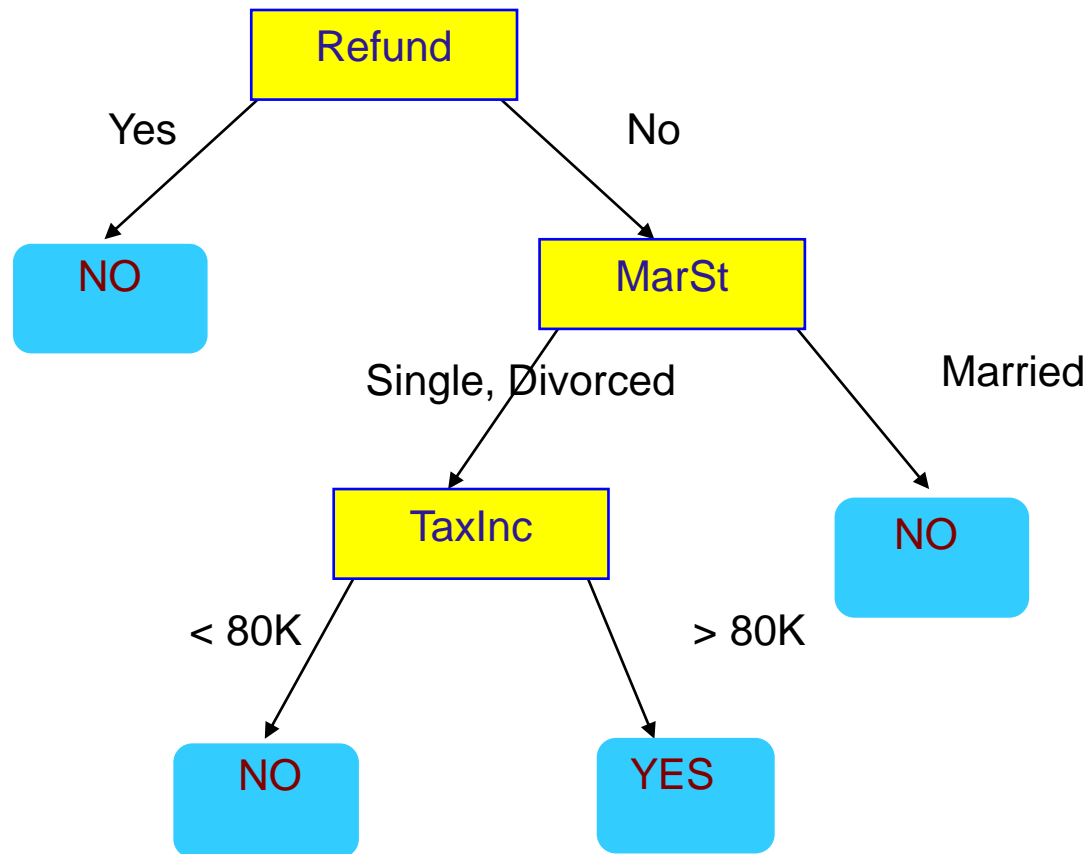 Refund
Yes
No
NO
MarSt
Single, Divorced
Married
TaxInc
NO
< 80K
> 80K
NO
YES